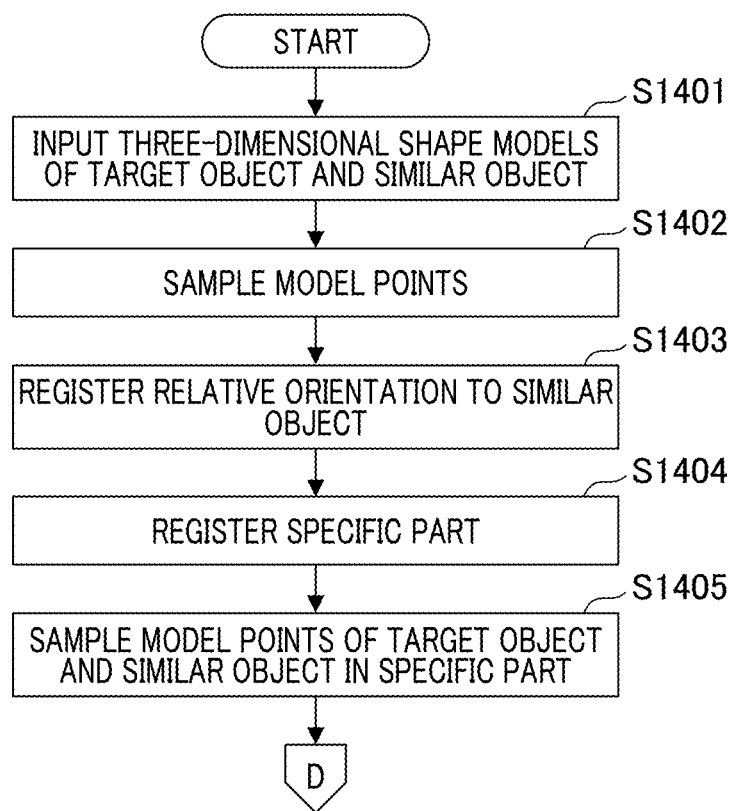 START
S1401
INPUT THREE-DIMENSIONAL SHAPE MODELS
OF TARGET OBJECT AND SIMILAR OBJECT
S1402
SAMPLE MODEL POINTS
S1403
REGISTER RELATIVE ORIENTATION TO SIMILAR
OBJECT
S1404
REGISTER SPECIFIC PART
S1405
SAMPLE MODEL POINTS OF TARGET OBJECT
AND SIMILAR OBJECT IN SPECIFIC PART
D